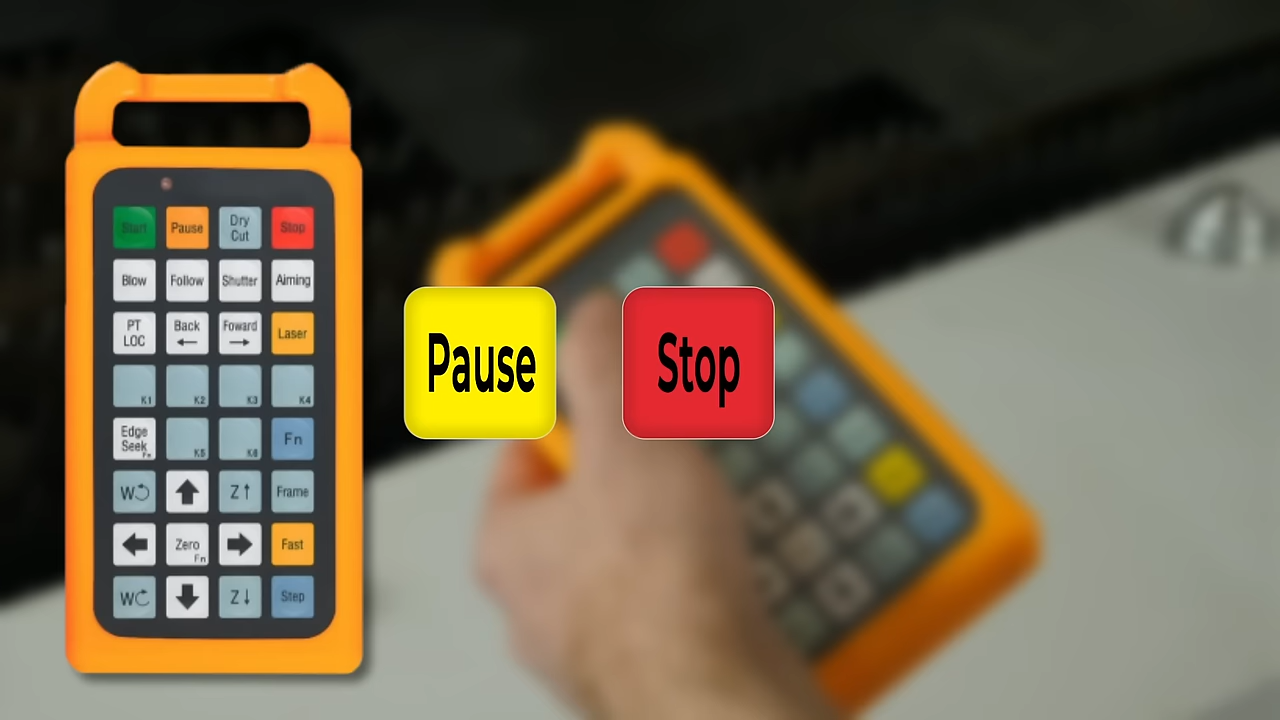 Start Pause Dry Cut Stop
Blow Follow Shutter Aiming
PT LOC Back Foward Laser
K1 K2 K3 K4
Edge Seek Fn K5 K6 Fn
W Z↑ Frame
Zero Fn Fast
W Z↓ Step
Pause Stop